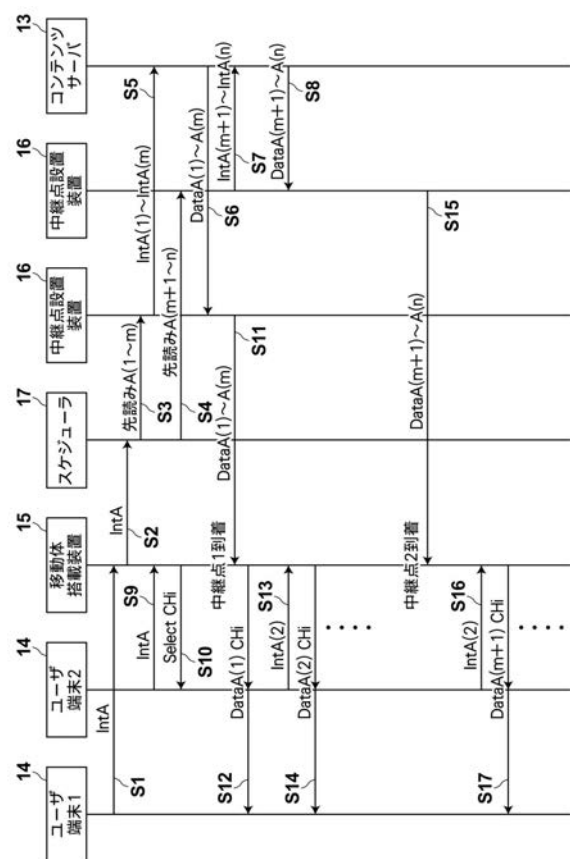 14
14
15
17
16
16
13
ユーザ
端末1
ユーザ
端末2
移動体
搭載装置
スケジューラ
中継点設置
装置
中継点設置
装置
コンテンツ
サーバ
IntA
S1
IntA
S2
先読みA(1～m)
S3
先読みA(m+1～n)
S4
IntA(1)～IntA(m)
S5
DataA(1)～A(m)
S6
IntA(m+1)～IntA(n)
S7
DataA(m+1)～A(n)
S8
IntA
S9
Select CHi
S10
DataA(1)～A(m)
S11
中継点1到着
DataA(1) CHi
S12
IntA(2)
S13
DataA(2) CHi
S14
DataA(m+1)～A(n)
S15
中継点2到着
IntA(2)
S16
DataA(m+1) CHi
S17